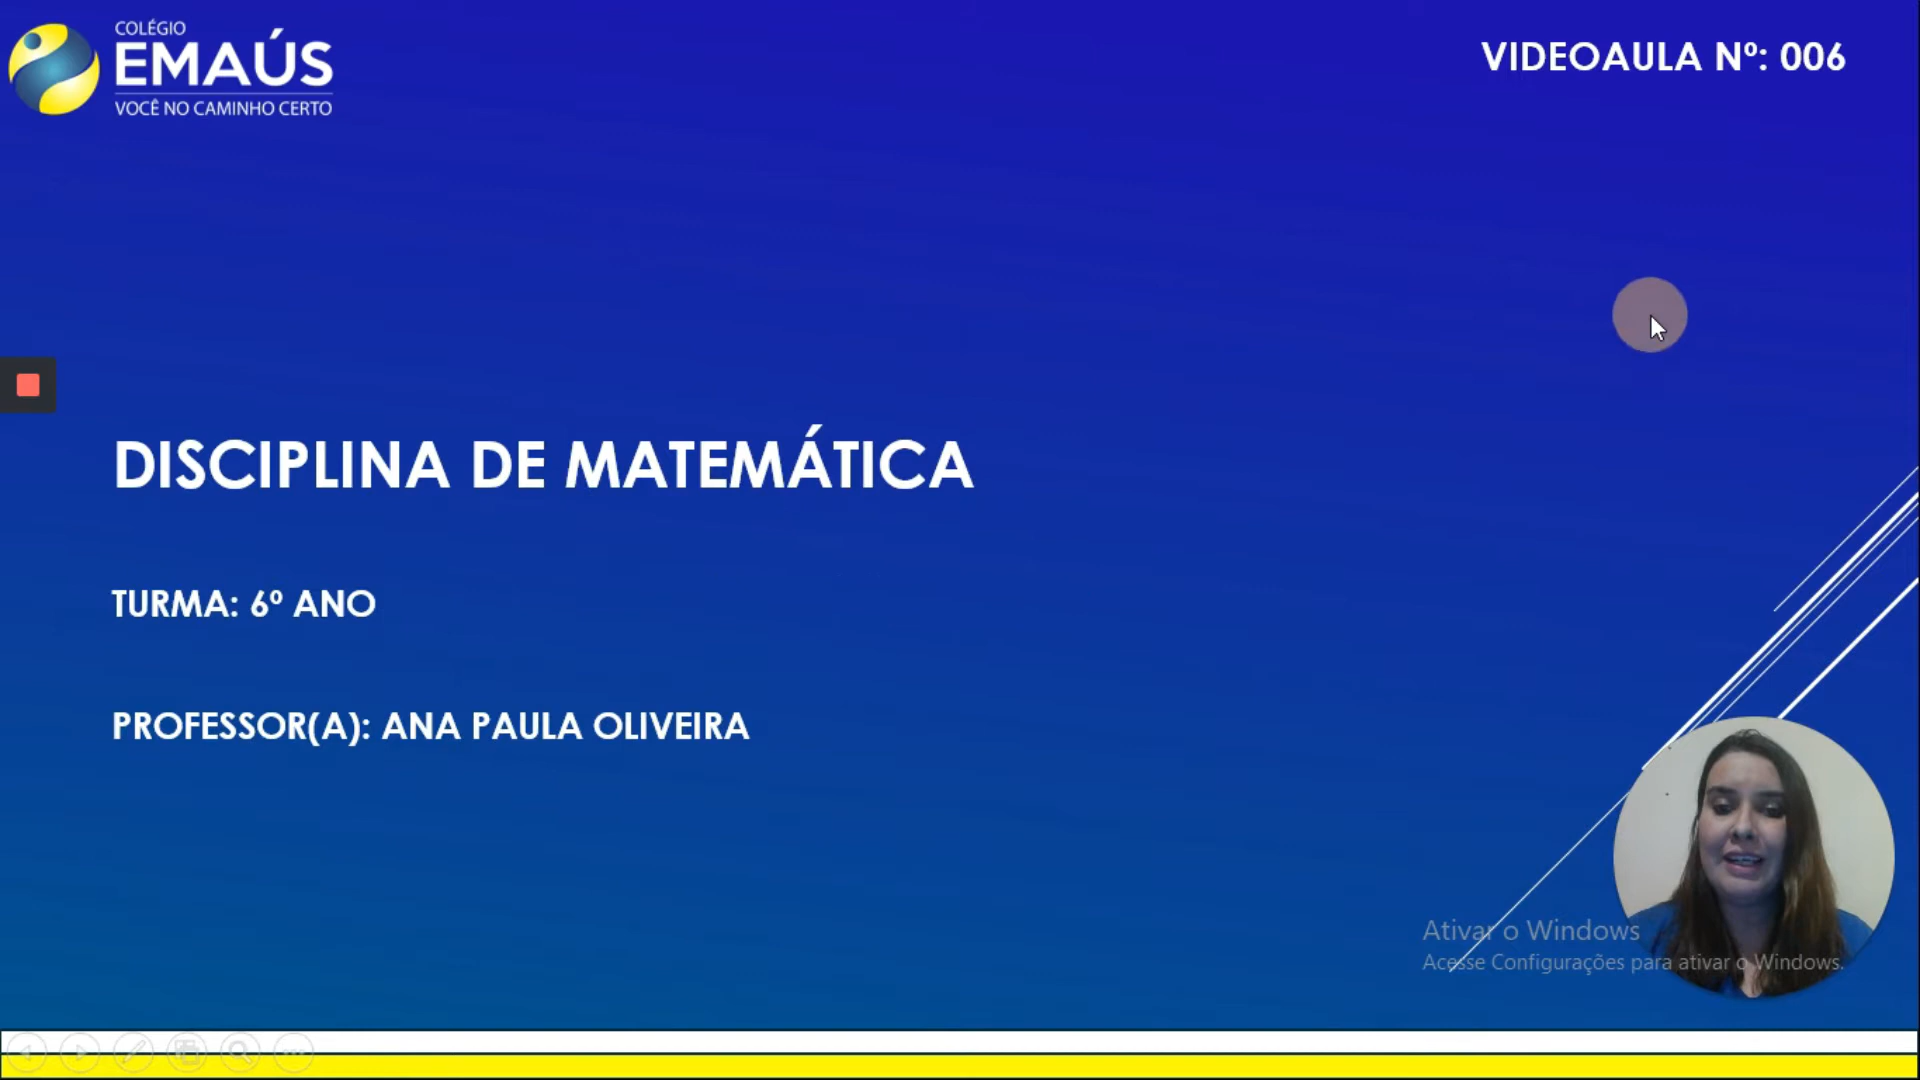 COLÉGIO
EMAÚS
VOCÊ NO CAMINHO CERTO
VIDEOAULA Nº: 006
DISCIPLINA DE MATEMÁTICA
TURMA: 6º ANO
PROFESSOR(A): ANA PAULA OLIVEIRA
Ativar o Windows
Acesse Configurações para ativar o Windows.